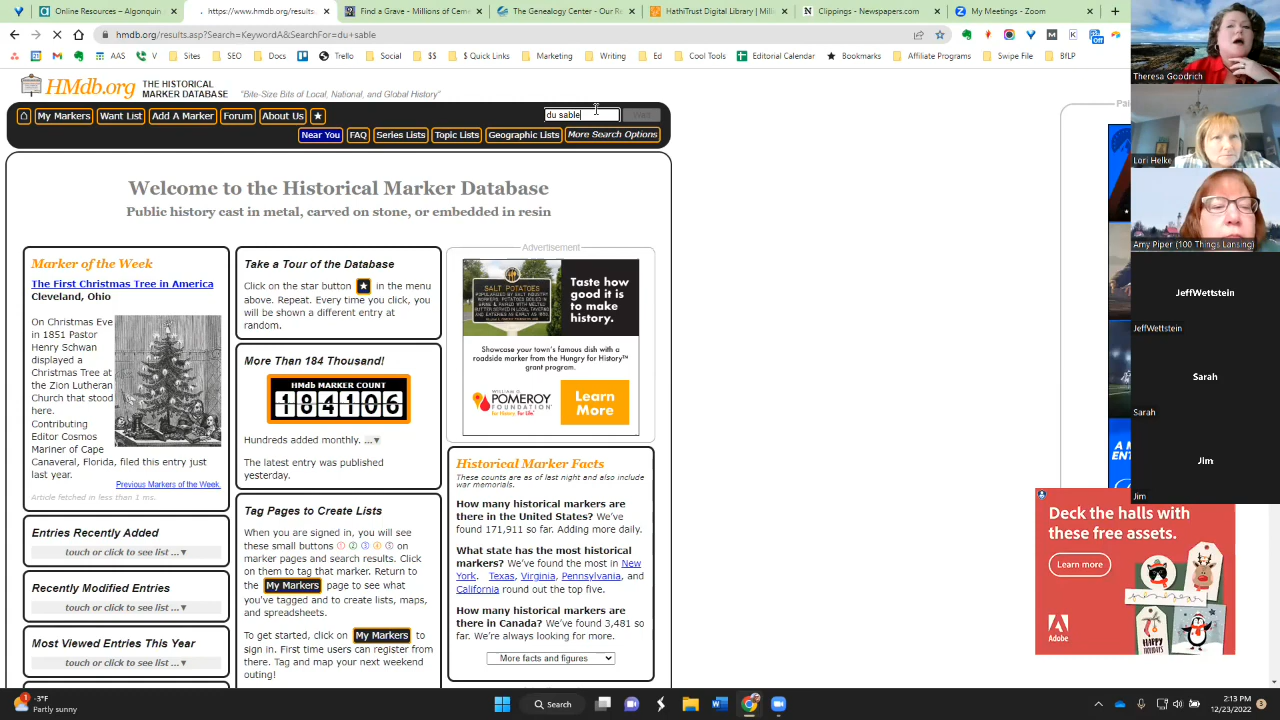 HMDB Re
Find a Grave - Millions of Cemete
The Civil War - Our Re
HathiTrust Digital Library | Milli
Clippings - Newspapers.com
My Meetings - Zoom
hmdb.org/results.asp?Search=KeywordA&SearchFor=du+sable
AAS V Sites SEO $$ Trello Social $$ $ Quick Links Marketing Writing Ed Cool Tools Editorial Calendar Bookmarks Affiliate Programs Creative Commons Stream BfLP
HMdb.org THE HISTORICAL
MARKER DATABASE "Bite-Size Bits of Local, National, and Global History"
My Markers Want List Add A Marker Forum About Us ★ du sable Wait
Near You FAQ Series Lists Topic Lists Geographic Lists More Search Options
Welcome to the Historical Marker Database
Public history cast in metal, carved on stone, or embedded in resin
Marker of the Week
The First Christmas Tree in America
Cleveland, Ohio
On Christmas Eve
in 1851 Pastor
Henry Schwan
displayed a
Christmas Tree at
the Zion Lutheran
Church that stood
here.
Contributing
Editor Cosmos
Mariner of Cape
Canaveral, Florida, filed this entry just
last year.
Previous Markers of the Week.
Article fetched in less than 1 ms.
Entries Recently Added
touch or click to see list ...▼
Recently Modified Entries
touch or click to see list ...▼
Most Viewed Entries This Year
touch or click to see list ...▼
Take a Tour of the Database
Click on the star button ★ in the menu
above. Repeat. Every time you click, you
will be shown a different entry at
random.
More Than 184 Thousand!
HMdb MARKER COUNT
184106
Hundreds added monthly. ...▼
The latest entry was published
yesterday.
Tag Pages to Create Lists
When you are signed in, you will see
these small buttons ① ② ③ ④ ⑤ on
marker pages and search results. Click
on them to tag that marker. Return to
the My Markers page to see what
you've tagged and to create lists, maps,
and spreadsheets.
To get started, click on My Markers to
sign in. First time users can register from
there. Tag and map your next weekend
outing!
Advertisement
SALT POTATOES
Taste how
good it is
to make
history.
Showcase your town's famous dish with a
roadside marker from the Hungry for History™
grant program.
POMEROY
FOUNDATION
Learn
More
Historical Marker Facts
These counts are as of last night and also include
war memorials.
How many historical markers are
there in the United States? We've
found 171,911 so far. Adding more daily.
What state has the most historical
markers? We've found the most in New
York. Texas, Virginia, Pennsylvania, and
California round out the top five.
How many historical markers are
there in Canada? We've found 3,481 so
far. We're always looking for more.
More facts and figures
Pai
A M
ENT
Deck the halls with
these free assets.
Learn more
Adobe
HAPPY
HOLIDAYS
Theresa Goodrich
Lori Helke
Amy Piper (100 Things Lansing)
JeffWettstein
JeffWettstein
Sarah
Sarah
Jim
Jim
1
-3°F
Partly sunny
Search
2:13 PM
12/23/2022